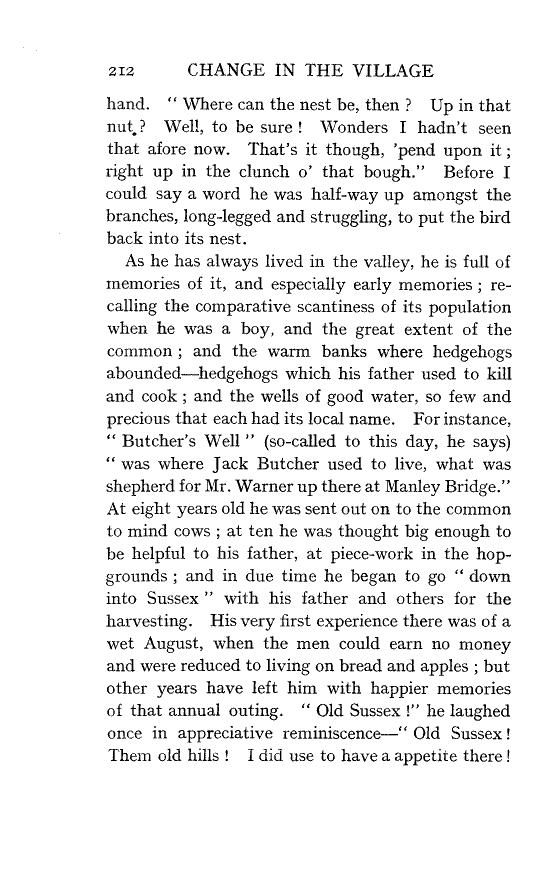 212 CHANGE IN THE VILLAGE
hand. “ Where can the nest be, then ? Up in that
nut ? Well, to be sure ! Wonders I hadn't seen
that afore now. That's it though, 'pend upon it ;
right up in the clunch o' that bough.” Before I
could say a word he was half-way up amongst the
branches, long-legged and struggling, to put the bird
back into its nest.
As he has always lived in the valley, he is full of
memories of it, and especially early memories ; re-
calling the comparative scantiness of its population
when he was a boy, and the great extent of the
common ; and the warm banks where hedgehogs
abounded—hedgehogs which his father used to kill
and cook ; and the wells of good water, so few and
precious that each had its local name. For instance,
“ Butcher's Well ” (so-called to this day, he says)
“ was where Jack Butcher used to live, what was
shepherd for Mr. Warner up there at Manley Bridge.”
At eight years old he was sent out on to the common
to mind cows ; at ten he was thought big enough to
be helpful to his father, at piece-work in the hop-
grounds ; and in due time he began to go “ down
into Sussex ” with his father and others for the
harvesting. His very first experience there was of a
wet August, when the men could earn no money
and were reduced to living on bread and apples ; but
other years have left him with happier memories
of that annual outing. “ Old Sussex !” he laughed
once in appreciative reminiscence—“ Old Sussex !
Them old hills ! I did use to have a appetite there !